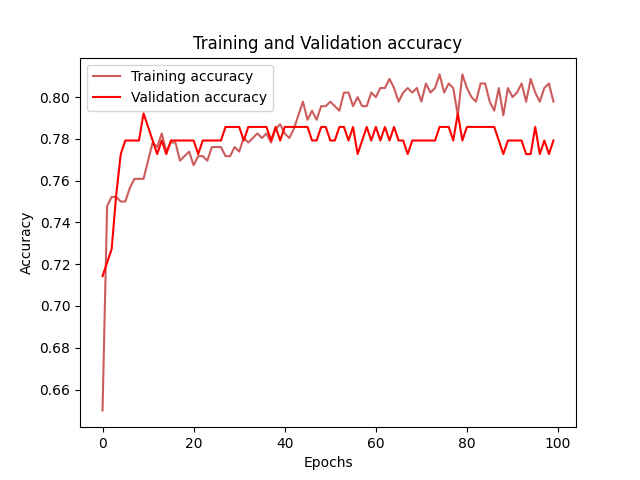 Training and Validation accuracy
Training accuracy
Validation accuracy
Accuracy
0.80
0.78
0.76
0.74
0.72
0.70
0.68
0.66
0 20 40 60 80 100
Epochs